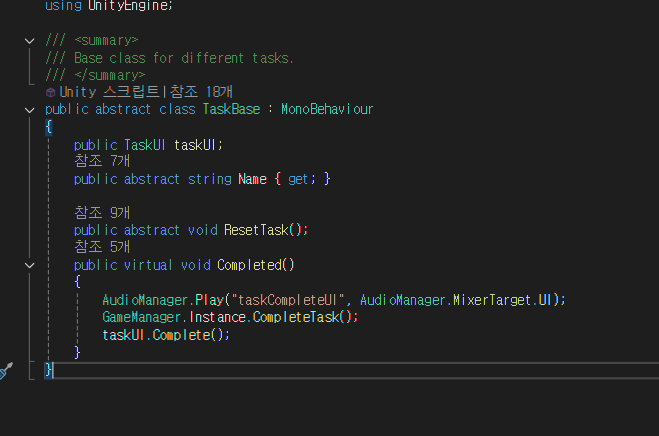 using UnityEngine;
/// <summary>
/// Base class for different tasks.
/// </summary>
Unity 스크립트|참조 18개
public abstract class TaskBase : MonoBehaviour
{
public TaskUI taskUI;
참조 7개
public abstract string Name { get; }
참조 9개
public abstract void ResetTask();
참조 5개
public virtual void Completed()
{
AudioManager.Play("taskCompleteUI", AudioManager.MixerTarget.UI);
GameManager.Instance.CompleteTask();
taskUI.Complete();
}
}